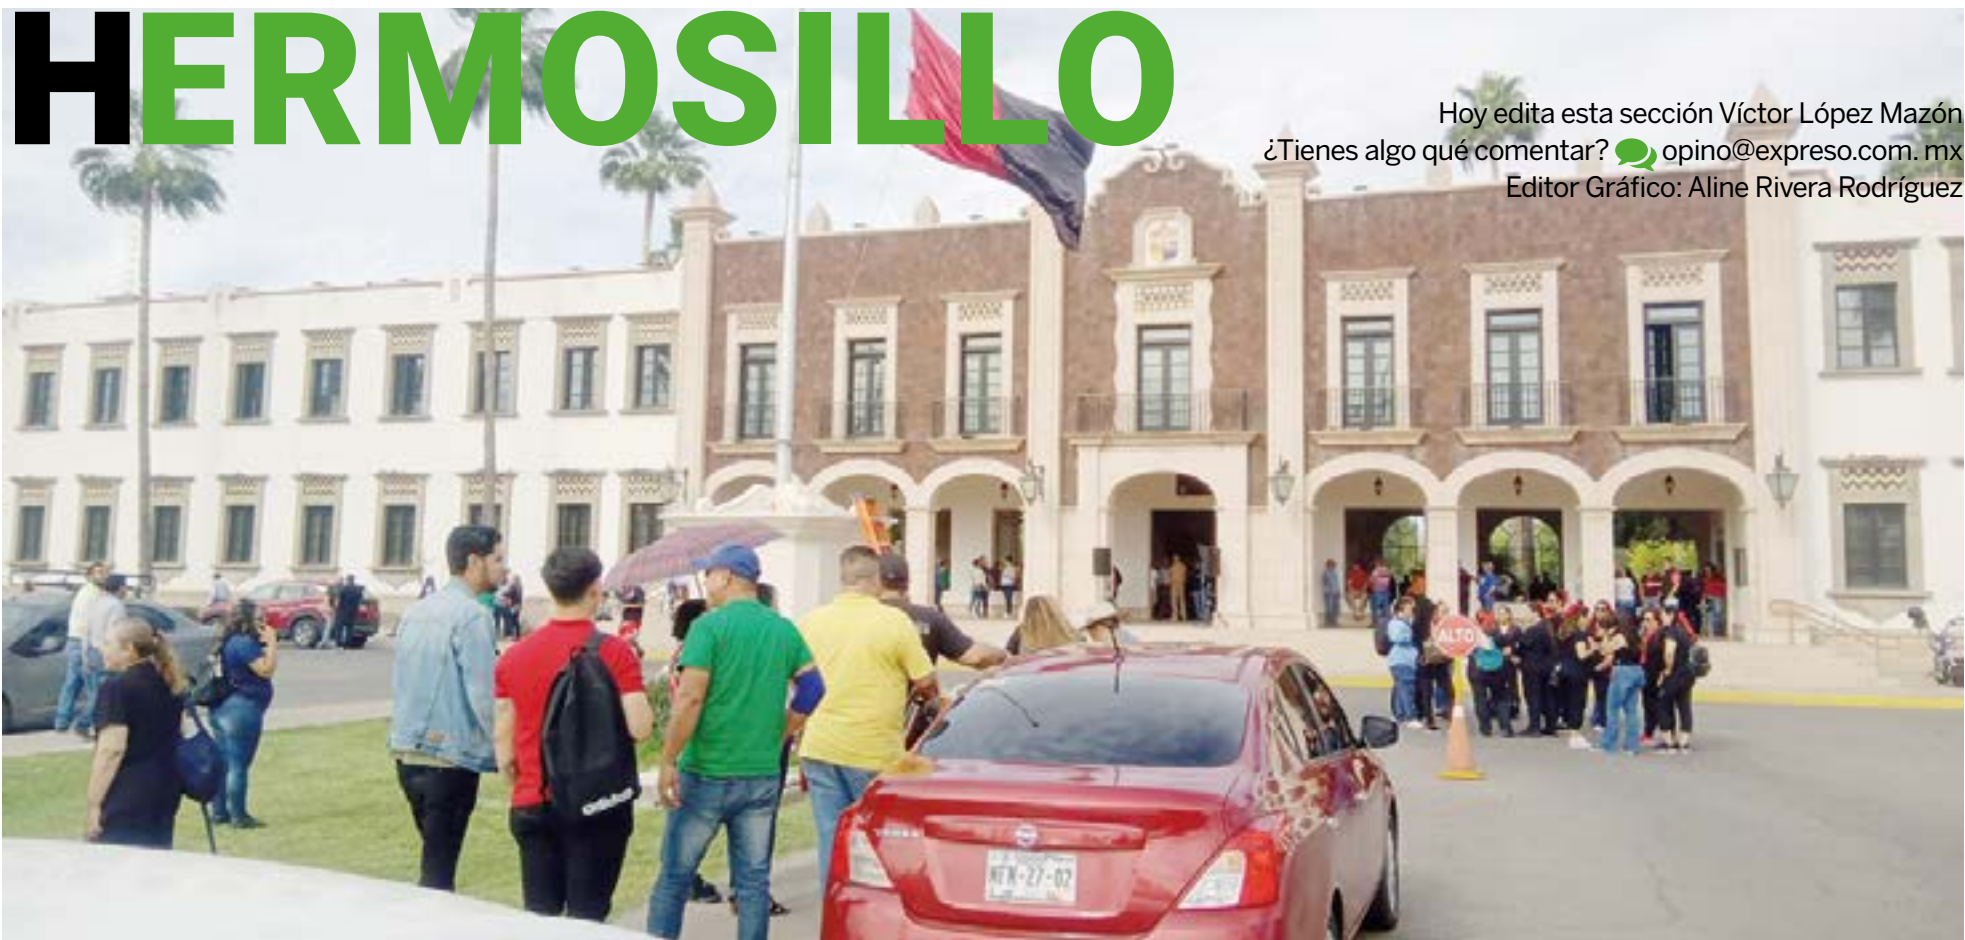 HERMOSILLO
Hoy edita esta sección Víctor López Mazón
¿Tienes algo qué comentar? opino@expreso.com.mx
Editor Gráfico: Aline Rivera Rodríguez
ALTO